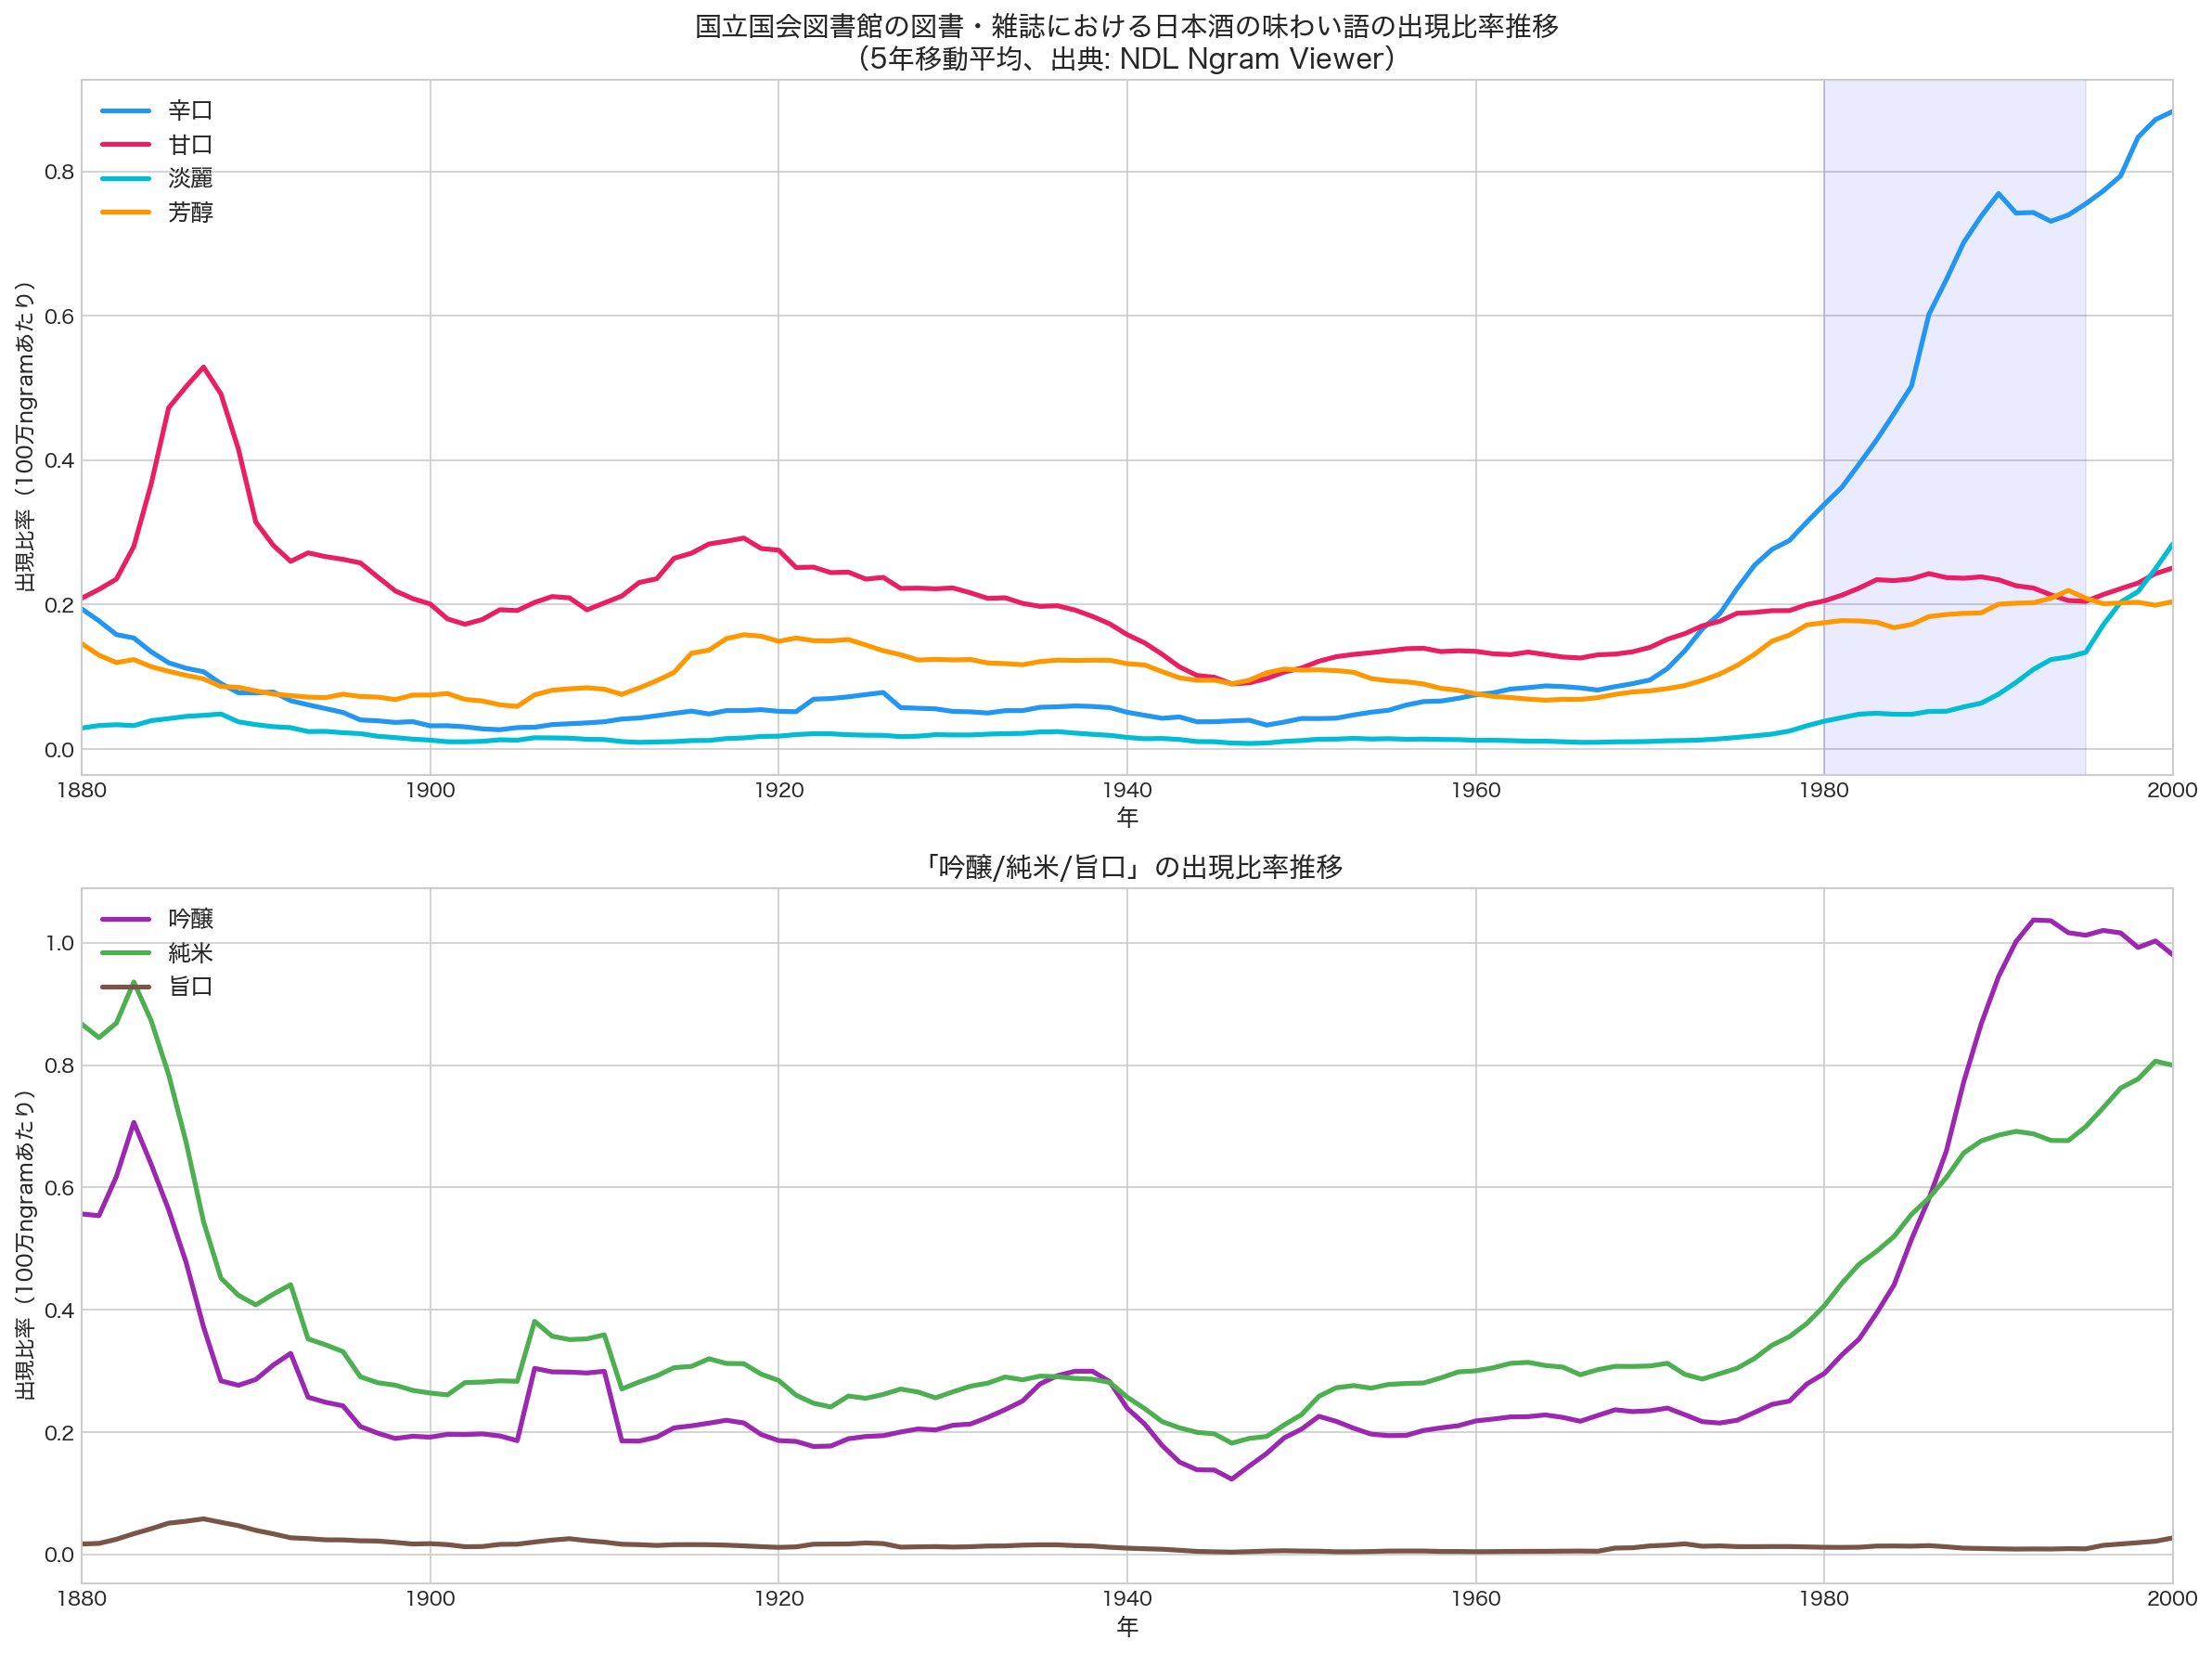 国立国会図書館の図書・雑誌における日本酒の味わい語の出現比率推移
（5年移動平均、出典: NDL Ngram Viewer）
辛口
甘口
淡麗
芳醇
出現比率（100万ngramあたり）
0.8
0.6
0.4
0.2
0.0
1880
1900
1920
1940
1960
1980
2000
年
「吟醸/純米/旨口」の出現比率推移
吟醸
純米
旨口
出現比率（100万ngramあたり）
1.0
0.8
0.6
0.4
0.2
0.0
1880
1900
1920
1940
1960
1980
2000
年